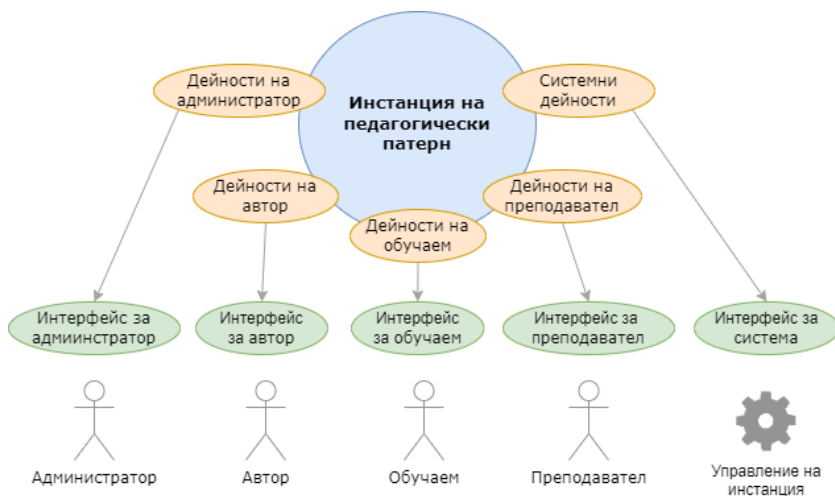 Дейности на
администратор
Инстанция на
педагогически
патерн
Системни
дейности
Дейности на
автор
Дейности на
обучаем
Дейности на
преподавател
Интерфейс за
адмиинстратор
Интерфейс
за автор
Интерфейс
за обучаем
Интерфейс за
преподавател
Интерфейс за
система
Администратор
Автор
Обучаем
Преподавател
Управление на
инстанция